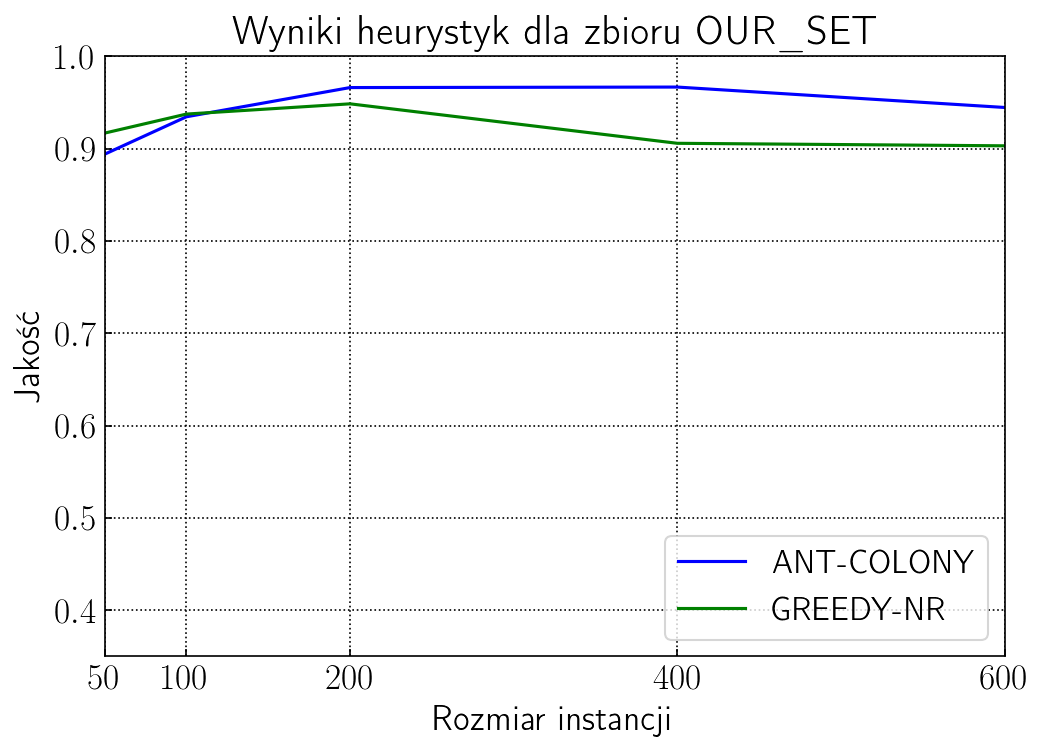 Wyniki heurystyk dla zbioru OUR_SET
1.0
0.9
0.8
0.7
0.6
0.5
0.4
Jakość
ANT-COLONY
GREEDY-NR
50 100 200 400 600
Rozmiar instancji